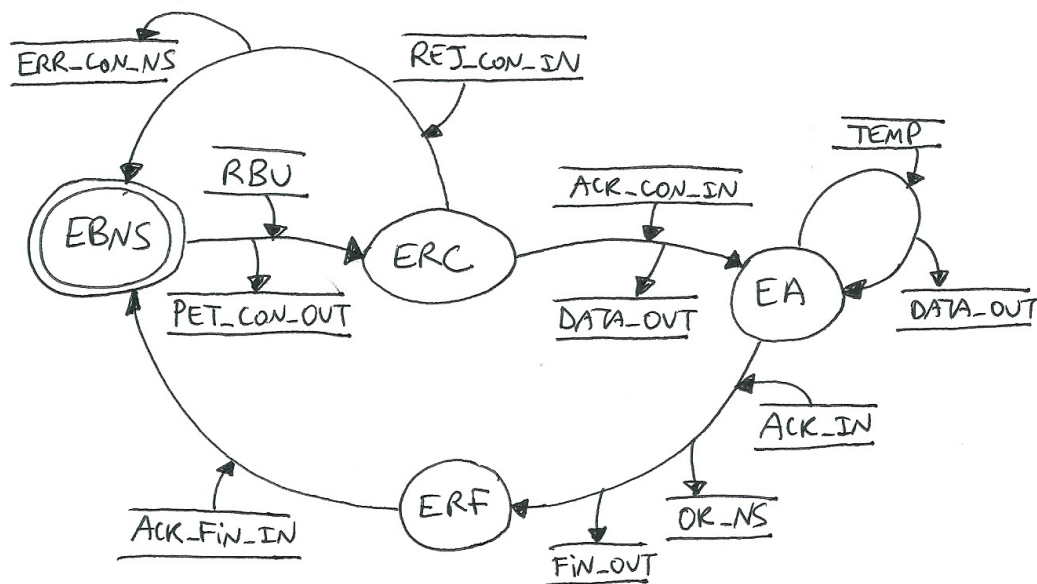 ERR_CON_NS
REJ_CON_IN
TEMP
RBU
ACK_CON_IN
EBNS
ERC
EA
PET_CON_OUT
DATA_OUT
DATA_OUT
ACK_IN
ERF
OK_NS
ACK_FiN_IN
FiN_OUT